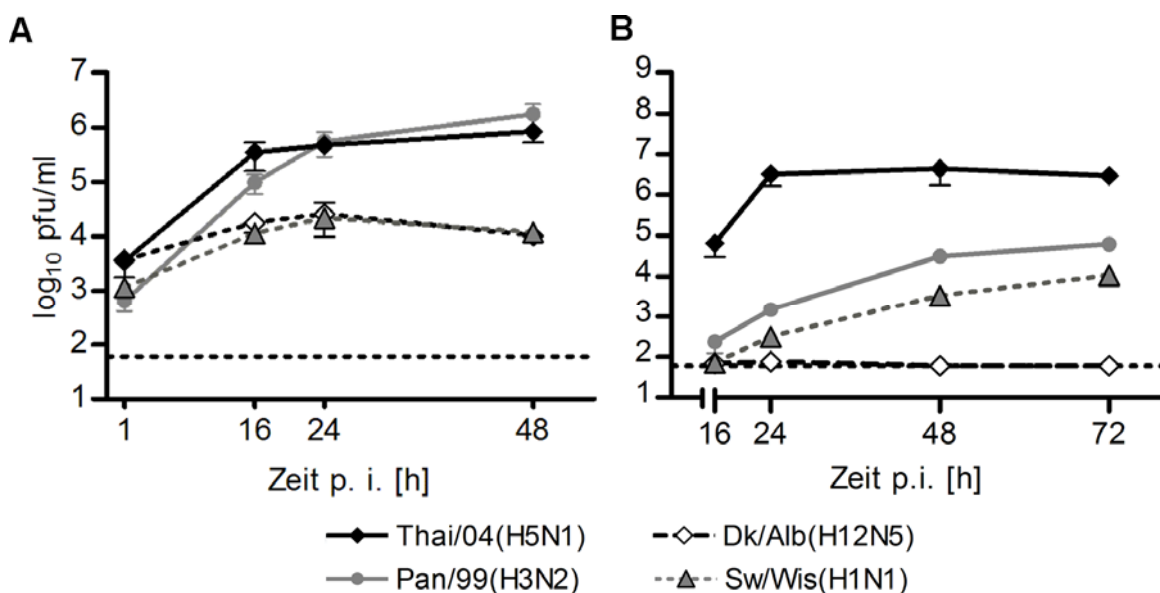 A
log10 pfu/ml
7
6
5
4
3
2
1
1 16 24 48
Zeit p. i. [h]
B
9
8
7
6
5
4
3
2
1
16 24 48 72
Zeit p.i. [h]
Thai/04(H5N1)
Dk/Alb(H12N5)
Pan/99(H3N2)
Sw/Wis(H1N1)